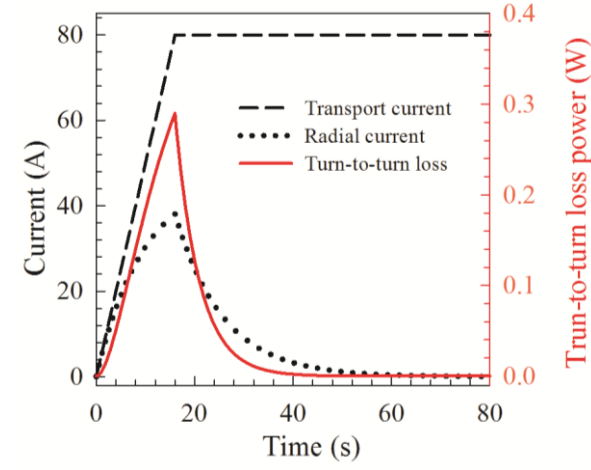 80
60
40
20
0
Current (A)
0.4
0.3
0.2
0.1
0.0
Trun-to-turn loss power (W)
Transport current
Radial current
Turn-to-turn loss
0 20 40 60 80
Time (s)